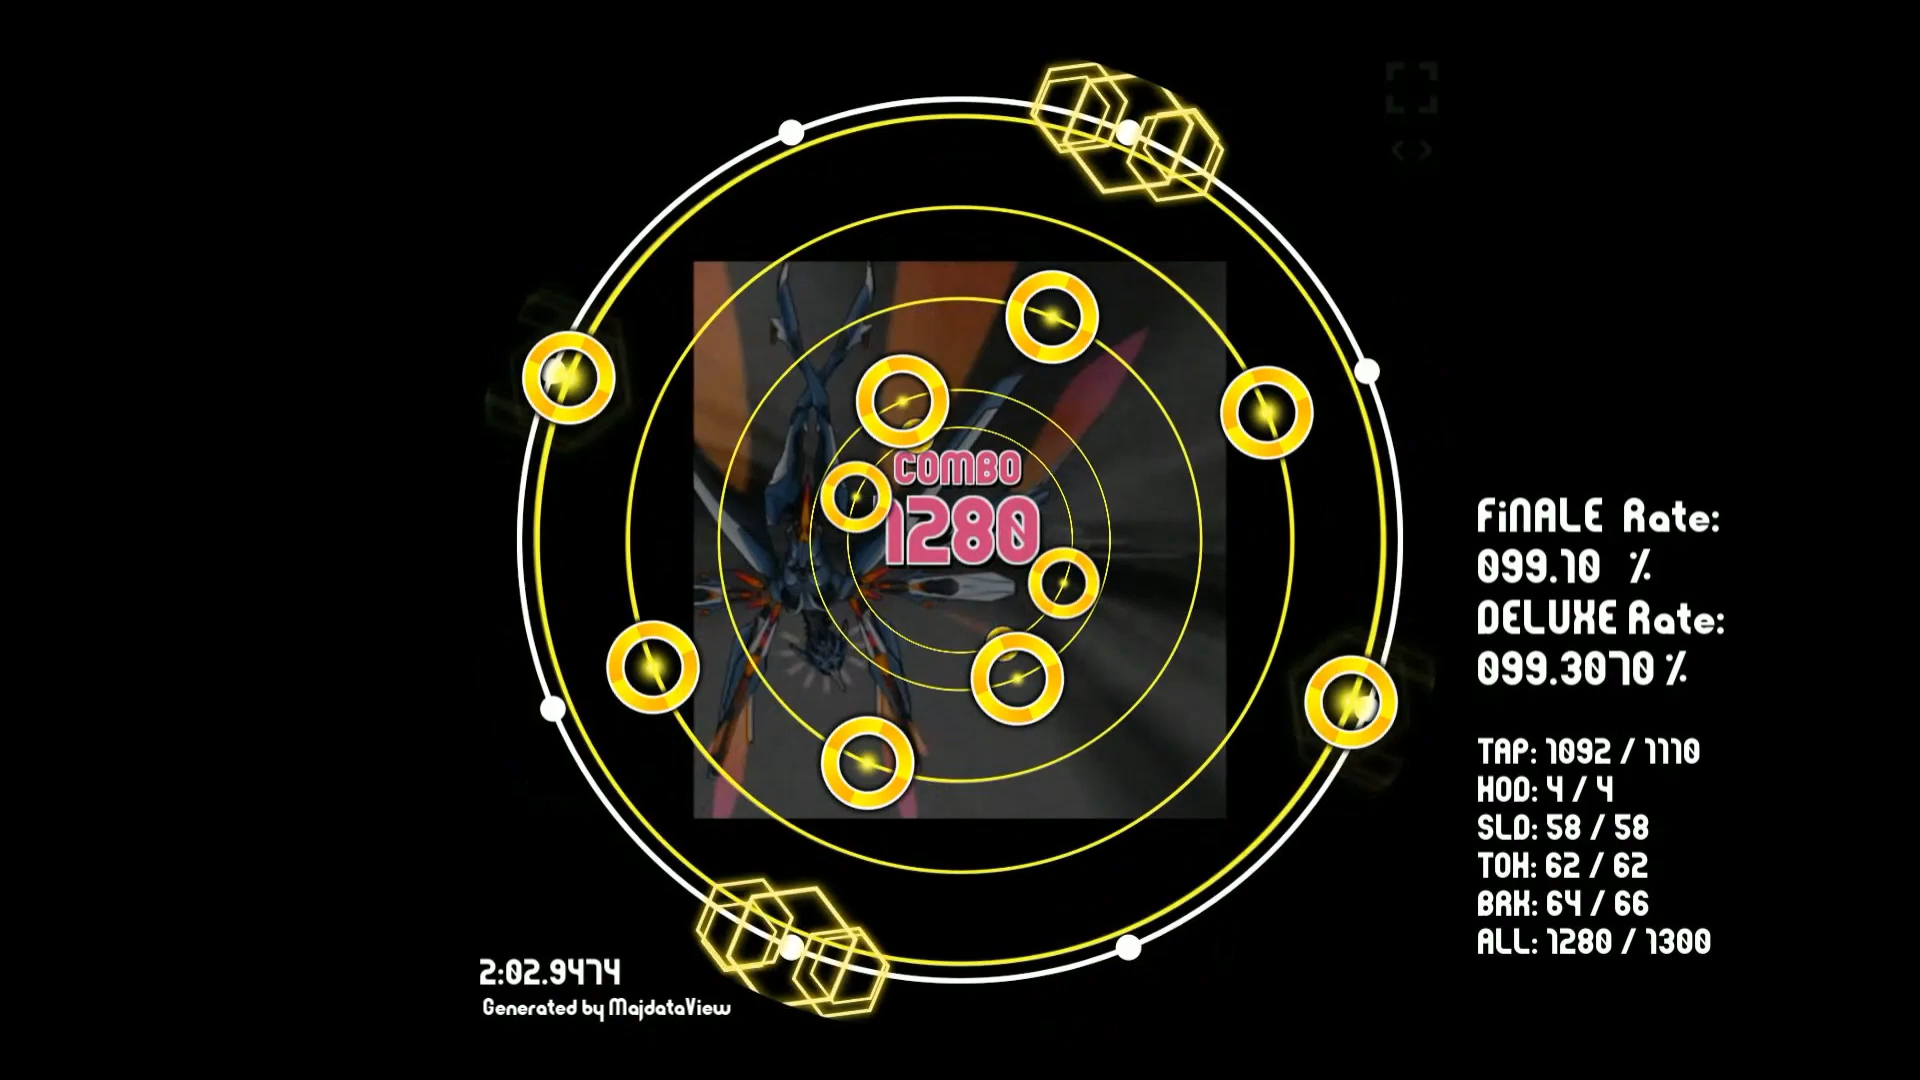 COMBO
1280
FiNALE Rate:
099.10 %
DELUXE Rate:
099.3070 %
TAP: 1092 / 1110
HOD: 4 / 4
SLD: 58 / 58
TOH: 62 / 62
BRK: 64 / 66
ALL: 1280 / 1300
2:02.9474
Generated by MajdataView